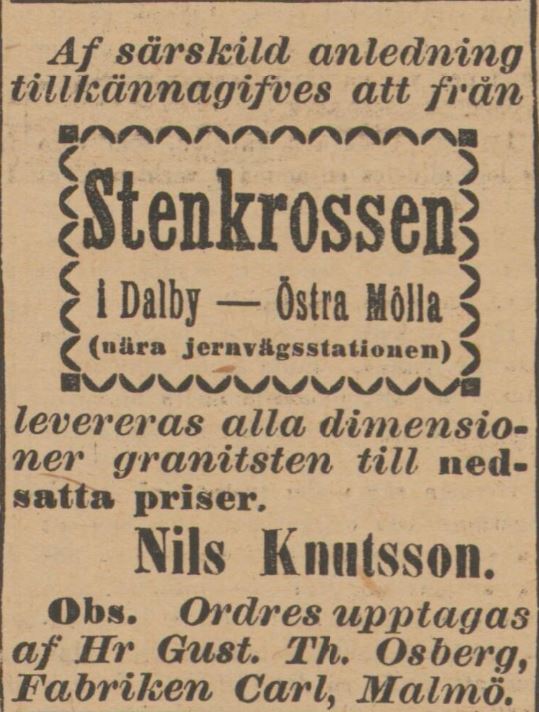 Af särskild anledning
tillkännagifves att från
Stenkrossen
i Dalby — Östra Mölla
(nära jernvägsstationen)
levereras alla dimensio-
ner granitsten till ned-
satta priser.
Nils Knutsson.
Obs. Ordres upptagas
af Hr Gust. Th. Osberg,
Fabriken Carl, Malmö.